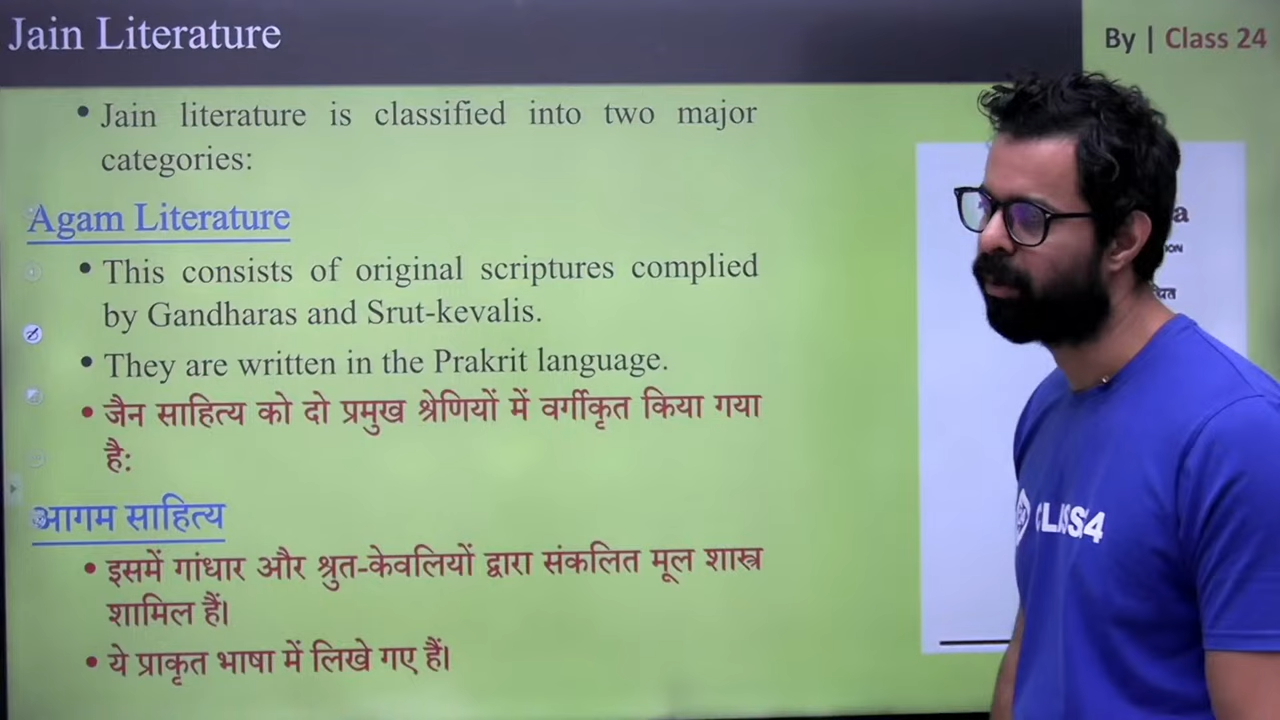 Jain Literature
By | Class 24
• Jain literature is classified into two major
categories:
Agam Literature
• This consists of original scriptures complied
by Gandharas and Srut-kevalis.
• They are written in the Prakrit language.
• जैन साहित्य को दो प्रमुख श्रेणियों में वर्गीकृत किया गया
है:
आगम साहित्य
• इसमें गांधार और श्रुत-केवलियों द्वारा संकलित मूल शास्त्र
शामिल हैं।
• ये प्राकृत भाषा में लिखे गए हैं।